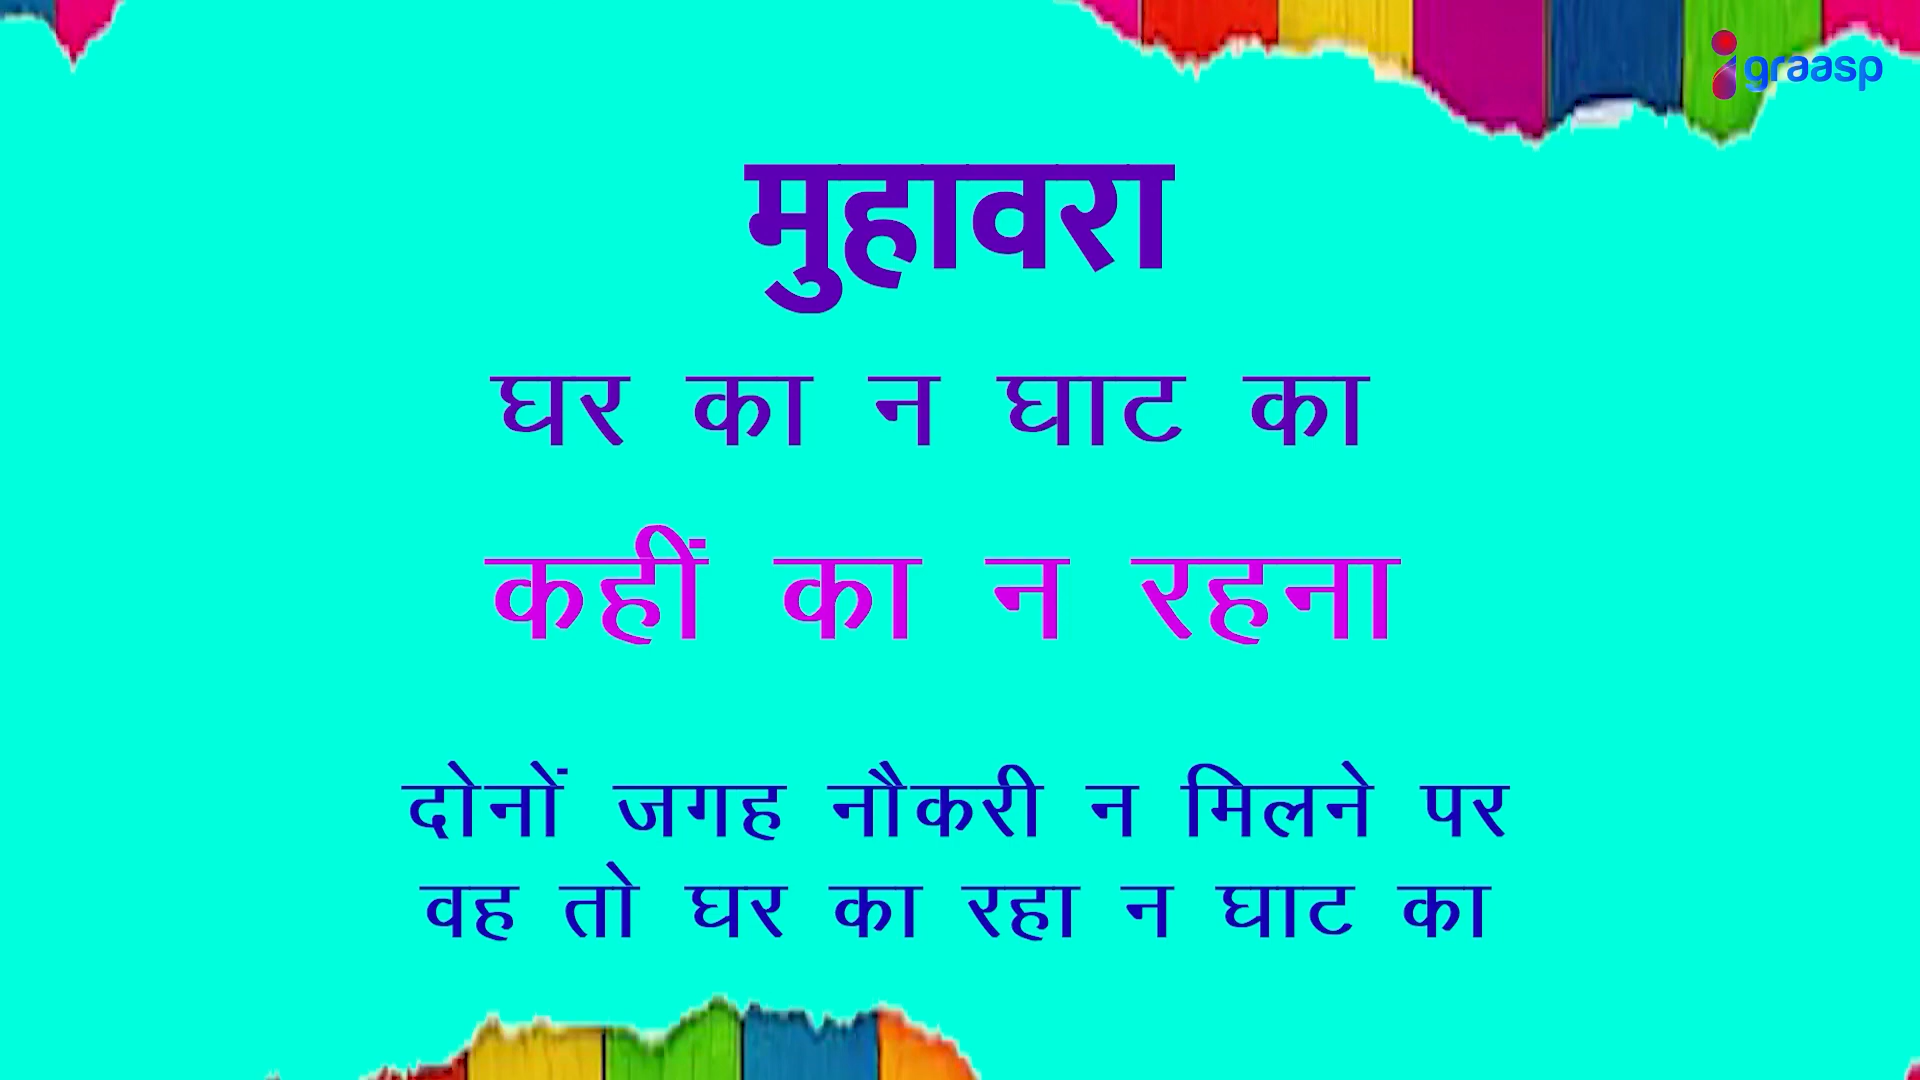 graasp
मुहावरा
घर का न घाट का
कहीं का न रहना
दोनों जगह नौकरी न मिलने पर
वह तो घर का रहा न घाट का